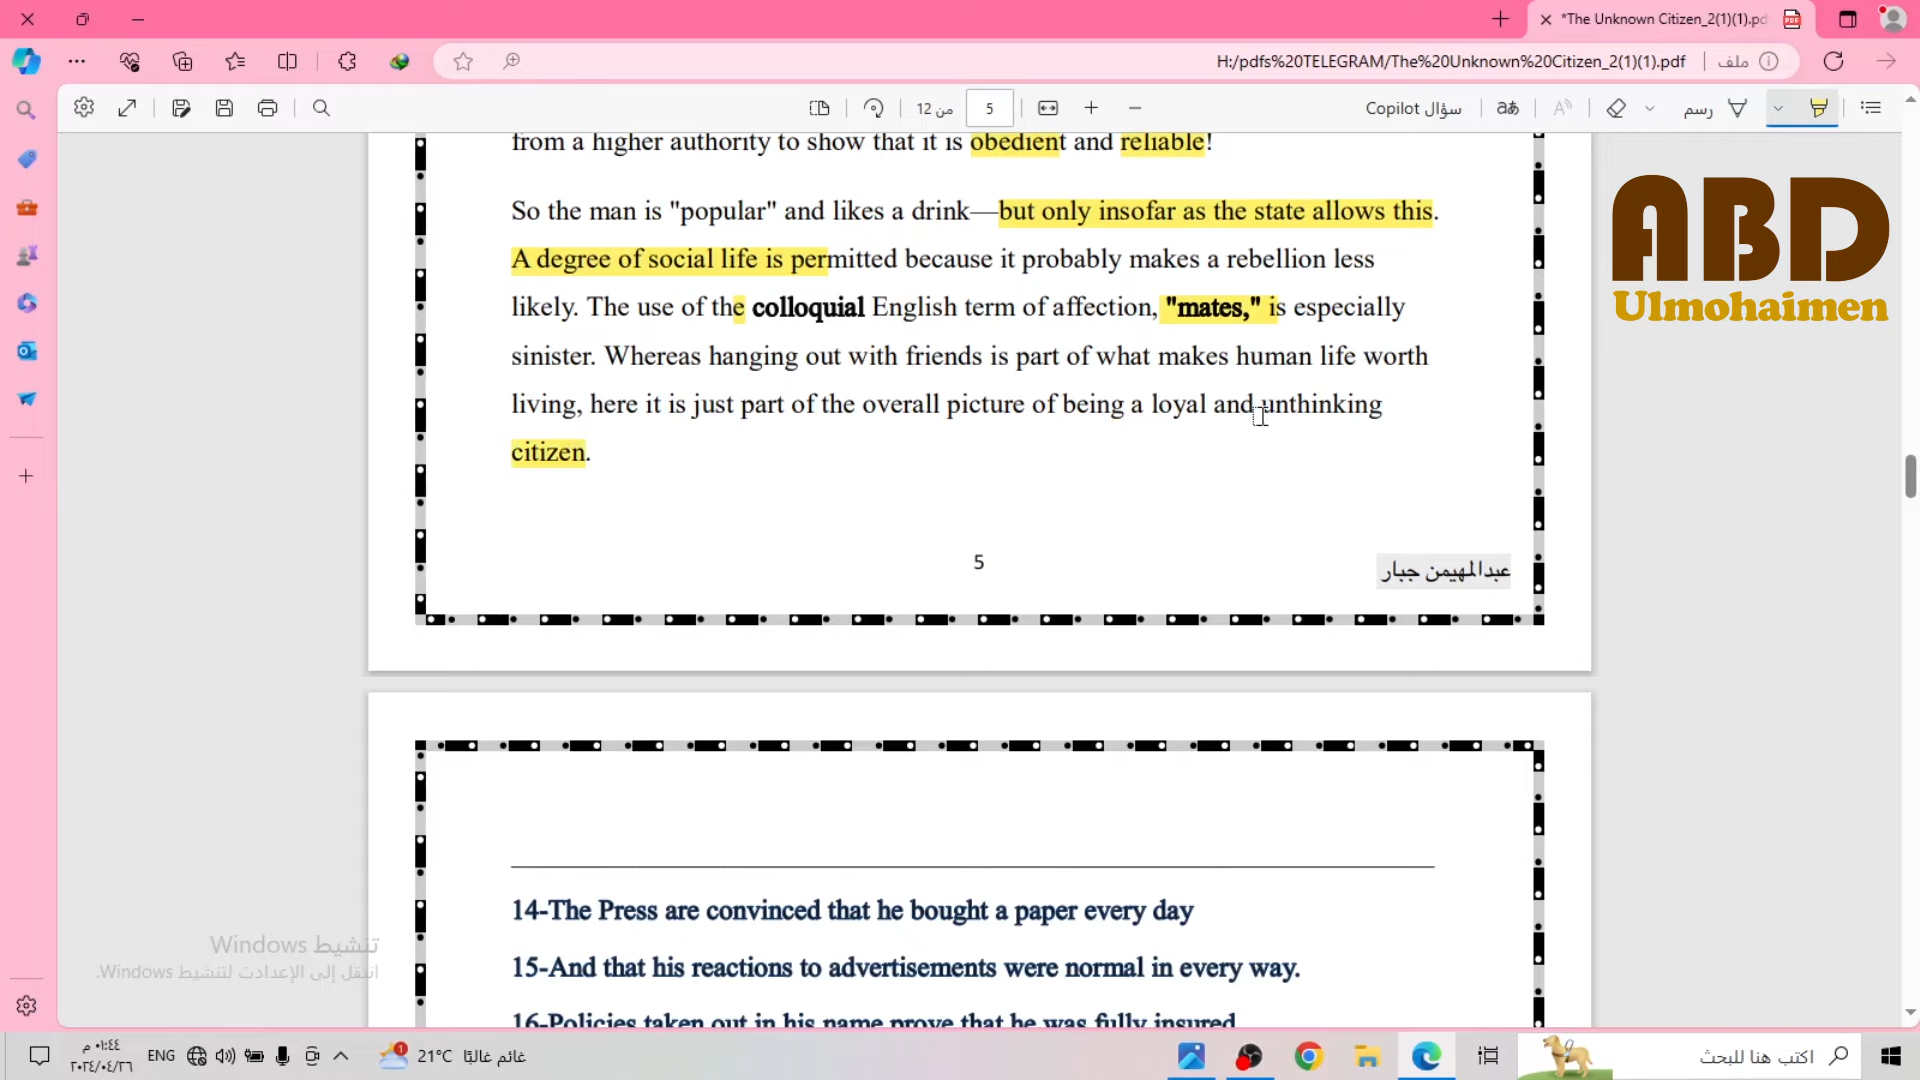 *The Unknown Citizen_2(1)(1).pd
H:/pdfs%20TELEGRAM/The%20Unknown%20Citizen_2(1)(1).pdf
ملف
5
من 12
سؤال Copilot
رسم
from a higher authority to show that it is obedient and reliable!
So the man is "popular" and likes a drink—but only insofar as the state allows this.
A degree of social life is permitted because it probably makes a rebellion less
likely. The use of the colloquial English term of affection, "mates," is especially
sinister. Whereas hanging out with friends is part of what makes human life worth
living, here it is just part of the overall picture of being a loyal and unthinking
citizen.
5
عبدالمهيمن جبار
ABD
Ulmohaimen
14-The Press are convinced that he bought a paper every day
15-And that his reactions to advertisements were normal in every way.
16-Policies taken out in his name prove that he was fully insured
تنشيط Windows
انتقل إلى الإعدادت لتنشيط Windows.
٠١:٤٤ م
٢٠٢٤/٠٤/٢٦
ENG
1
21°C
غائم غالبًا
اكتب هنا للبحث